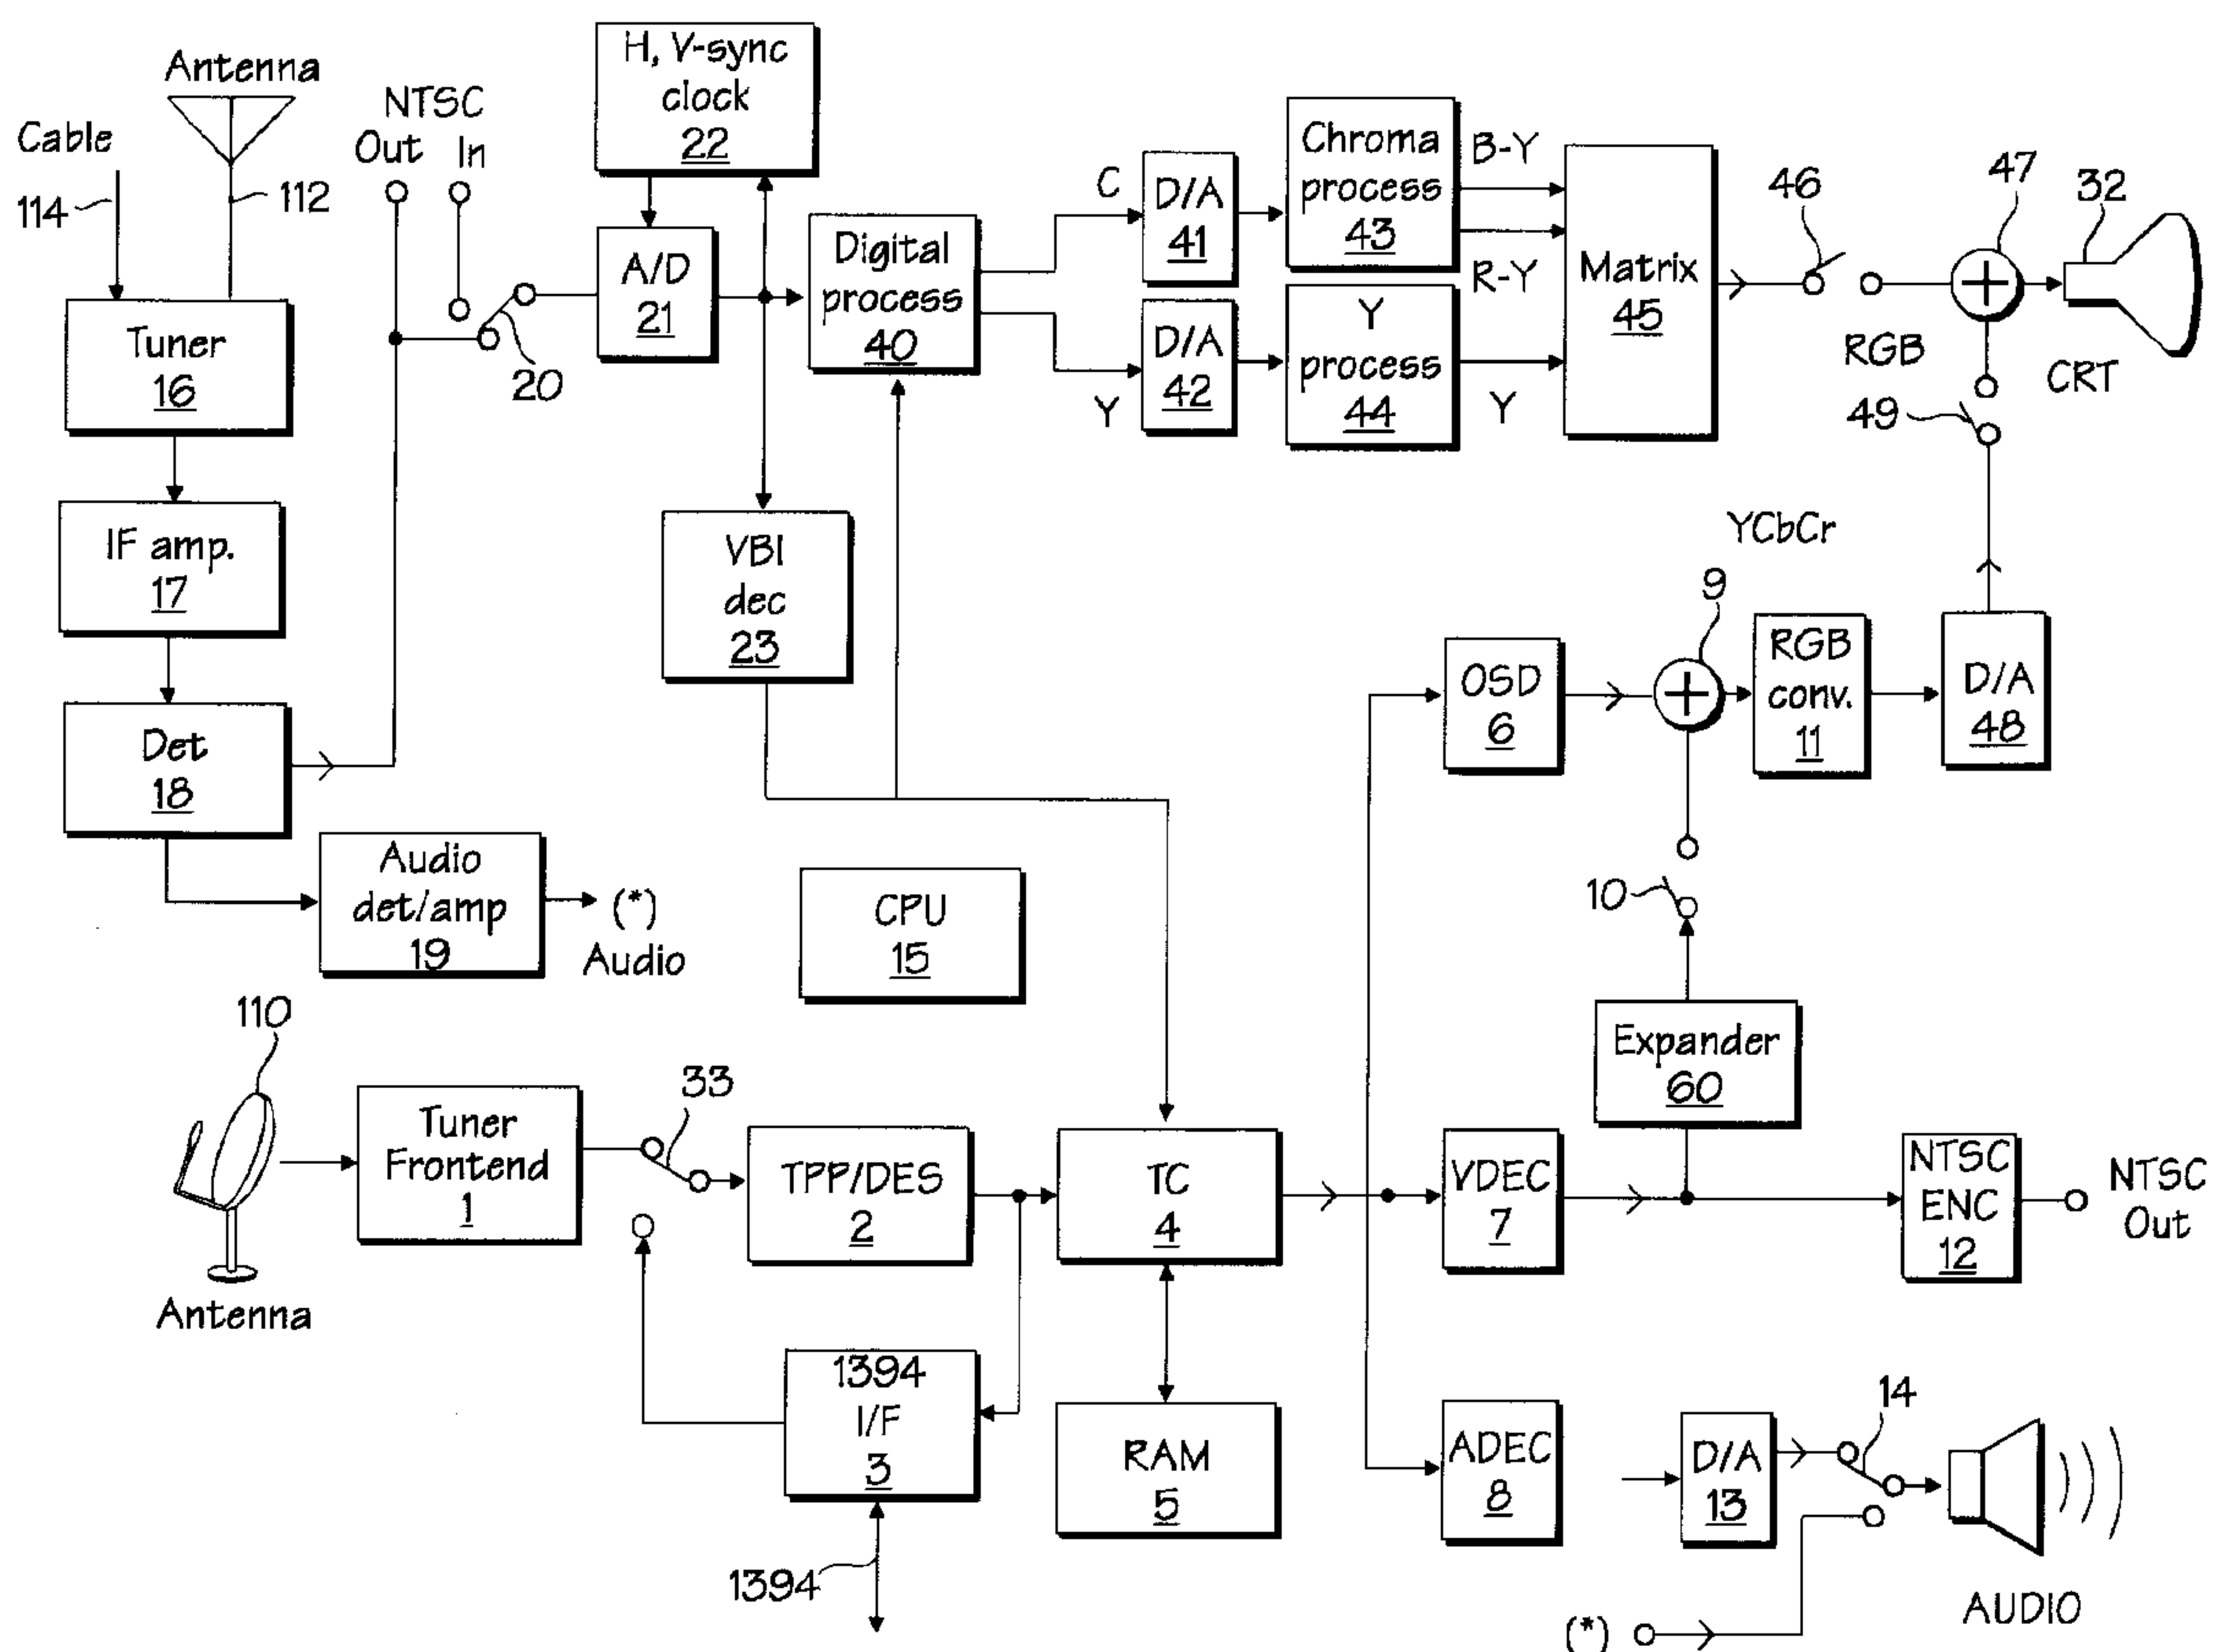 Antenna
Cable
114
112
NTSC
Out In
H, V-sync
clock
22
Tuner
16
20
A/D
21
Digital
process
40
C
Y
D/A
41
D/A
42
Chroma
process
43
Y
process
44
B-Y
R-Y
Y
Matrix
45
46
RGB
47
32
CRT
49
IF amp.
17
VBI
dec
23
YCbCr
9
OSD
6
RGB
conv.
11
D/A
48
Det
18
Audio
det/amp
19
(*)
Audio
CPU
15
10
Expander
60
110
Antenna
Tuner
Frontend
1
33
TPP/DES
2
TC
4
VDEC
7
NTSC
ENC
12
NTSC
Out
1394
I/F
3
1394
RAM
5
ADEC
8
D/A
13
14
AUDIO
(*)